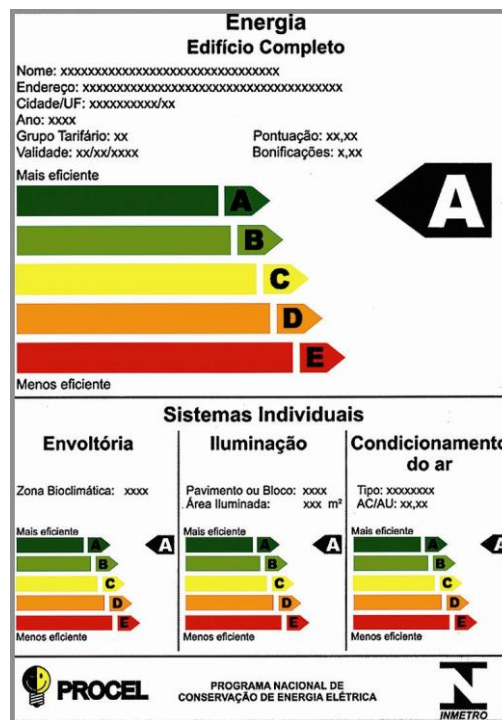 Energia
Edifício Completo
Nome: xxxxxxxxxxxxxxxxxxxxxxxxxxxxxxxx
Endereço: xxxxxxxxxxxxxxxxxxxxxxxxxxxxxxxxxxxxxx
Cidade/UF: xxxxxxxxxx/xx
Ano: xxxx
Grupo Tarifário: xx Pontuação: xx,xx
Validade: xx/xx/xxxx Bonificações: x,xx
Mais eficiente
A
A
B
C
D
E
Menos eficiente
Sistemas Individuais
Envoltória
Zona Bioclimática: xxxx
Mais eficiente
A A
B
C
D
E
Menos eficiente
Iluminação
Pavimento ou Bloco: xxxx
Área Iluminada: xxx m²
Mais eficiente
A A
B
C
D
E
Menos eficiente
Condicionamento
do ar
Tipo: xxxxxxxx
AC/AU: xx,xx
Mais eficiente
A A
B
C
D
E
Menos eficiente
PROCEL
PROGRAMA NACIONAL DE
CONSERVAÇÃO DE ENERGIA ELÉTRICA
INMETRO